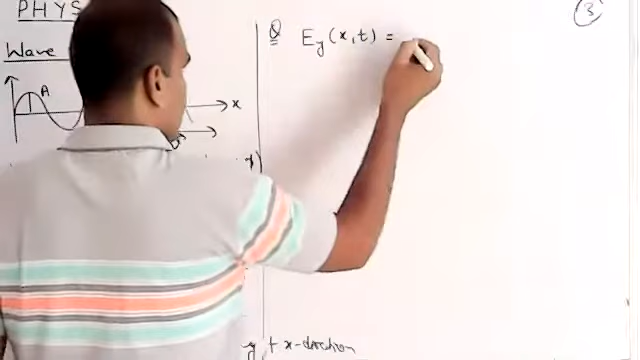 PHYS
Wave
A
x
Q E_y(x,t) =
3
+ x-direction